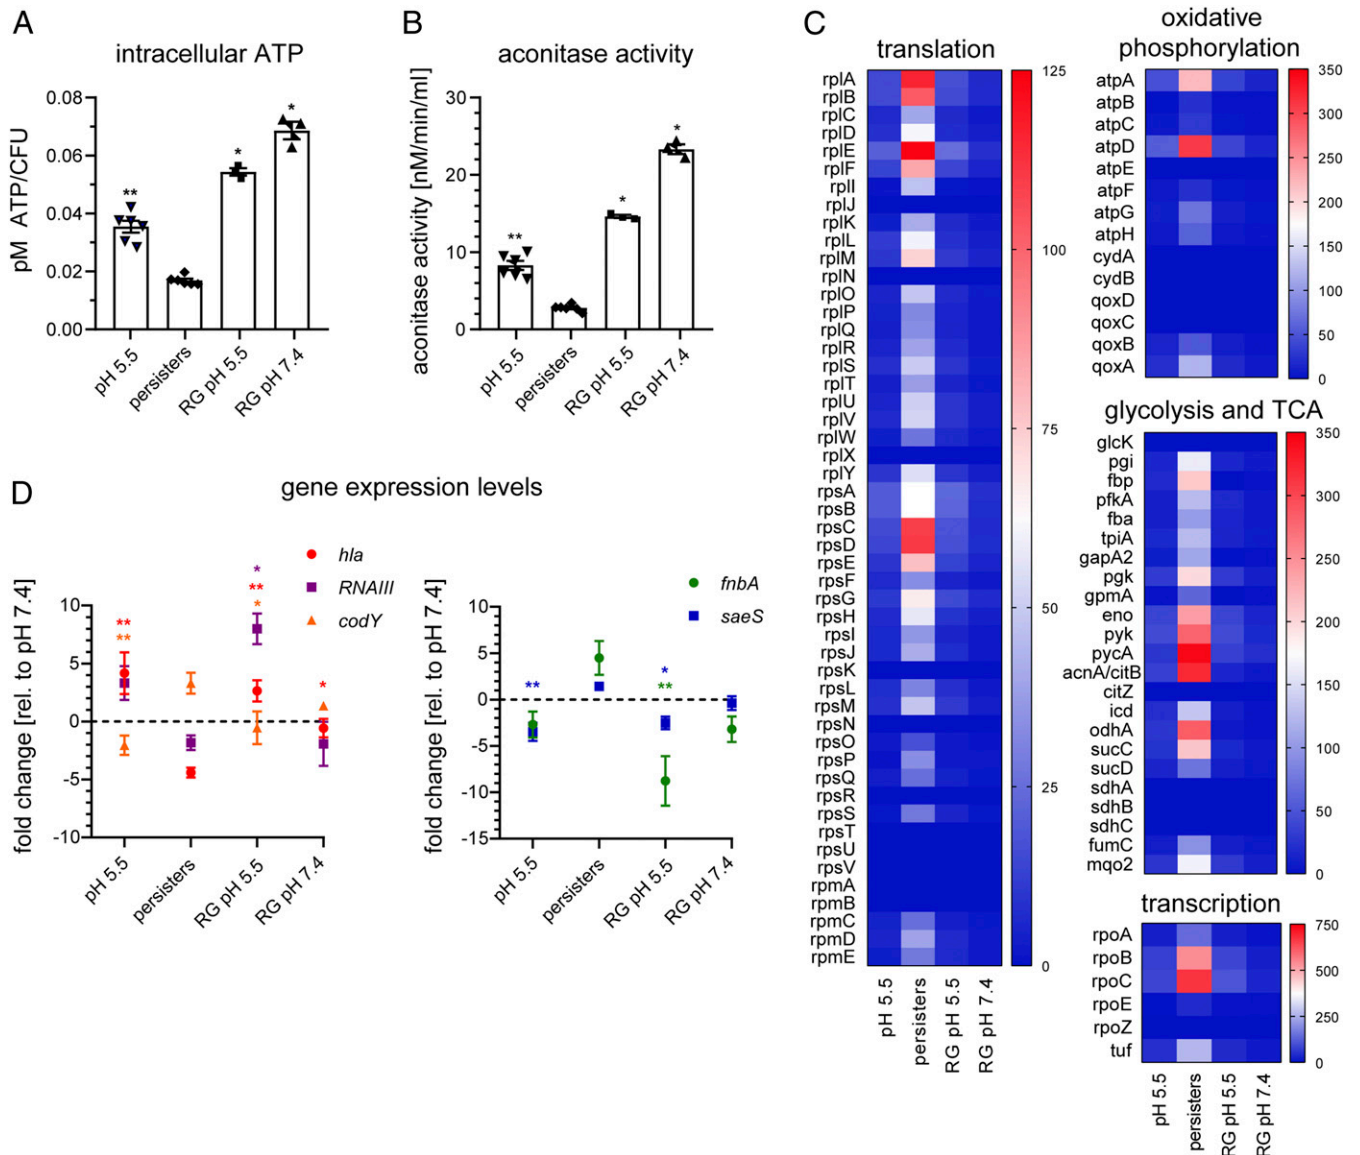 A
intracellular ATP
pM ATP/CFU
0.08
0.06
0.04
0.02
0.00
**
*
*
pH 5.5
persisters
RG pH 5.5
RG pH 7.4
B
aconitase activity
aconitase activity [nM/min/ml]
30
20
10
0
**
*
*
pH 5.5
persisters
RG pH 5.5
RG pH 7.4
C
translation
rplA
rplB
rplC
rplD
rplE
rplF
rplI
rplJ
rplK
rplL
rplM
rplN
rplO
rplP
rplQ
rplR
rplS
rplT
rplU
rplV
rplW
rplX
rplY
rpsA
rpsB
rpsC
rpsD
rpsE
rpsF
rpsG
rpsH
rpsI
rpsJ
rpsK
rpsL
rpsM
rpsN
rpsO
rpsP
rpsQ
rpsR
rpsS
rpsT
rpsU
rpsV
rpmA
rpmB
rpmC
rpmD
rpmE
125
100
75
50
25
0
pH 5.5
persisters
RG pH 5.5
RG pH 7.4
oxidative
phosphorylation
atpA
atpB
atpC
atpD
atpE
atpF
atpG
atpH
cydA
cydB
qoxD
qoxC
qoxB
qoxA
350
300
250
200
150
100
50
0
glycolysis and TCA
glcK
pgi
fbp
pfkA
fba
tpiA
gapA2
pgk
gpmA
eno
pyk
pycA
acnA/citB
citZ
icd
odhA
sucC
sucD
sdhA
sdhB
sdhC
fumC
mqo2
350
300
250
200
150
100
50
0
transcription
rpoA
rpoB
rpoC
rpoE
rpoZ
tuf
750
500
250
0
pH 5.5
persisters
RG pH 5.5
RG pH 7.4
D
gene expression levels
hla
RNAIII
codY
fold change [rel. to pH 7.4]
10
5
0
-5
-10
**
**
*
**
*
*
pH 5.5
persisters
RG pH 5.5
RG pH 7.4
fnbA
saeS
fold change [rel. to pH 7.4]
10
5
0
-5
-10
-15
**
*
**
pH 5.5
persisters
RG pH 5.5
RG pH 7.4